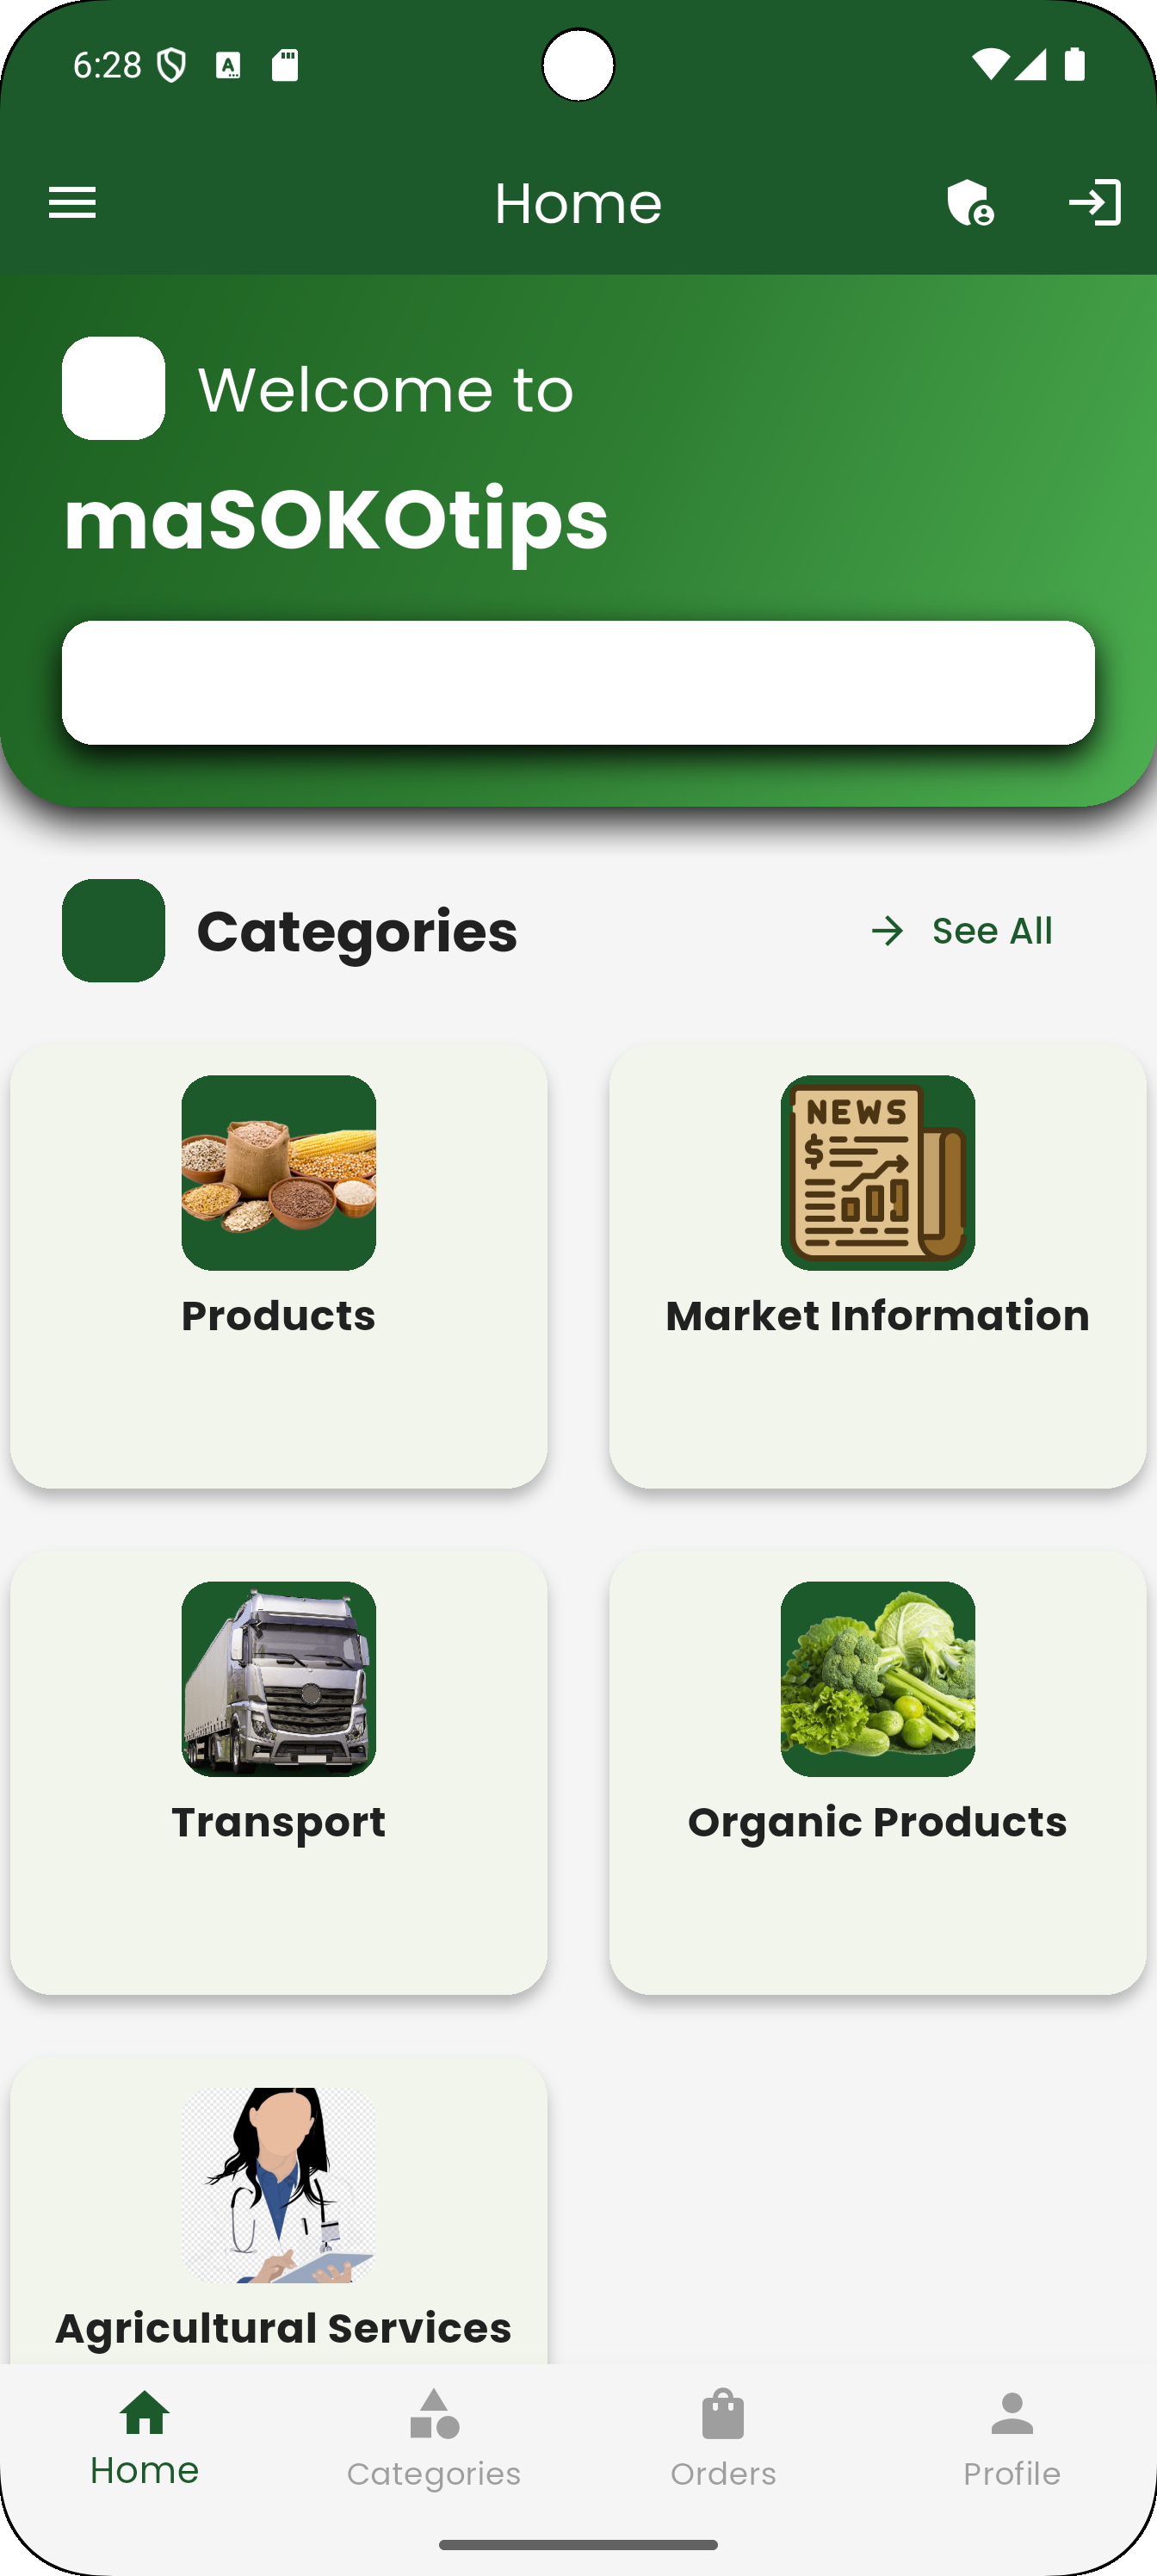 6:28
Home
Welcome to
maSOKOtips
Categories
See All
NEWS
$
Products
Market Information
Transport
Organic Products
Agricultural Services
Home
Categories
Orders
Profile